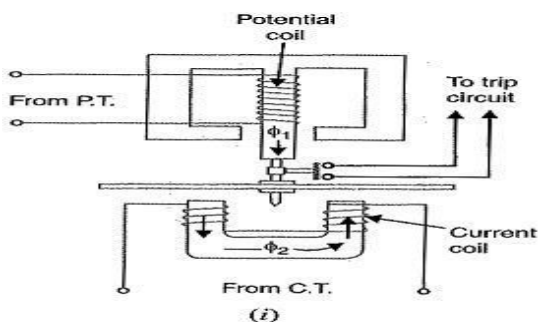 Potential
coil
To trip
circuit
From P.T.
ϕ1
Current
coil
ϕ2
From C.T.
(i)